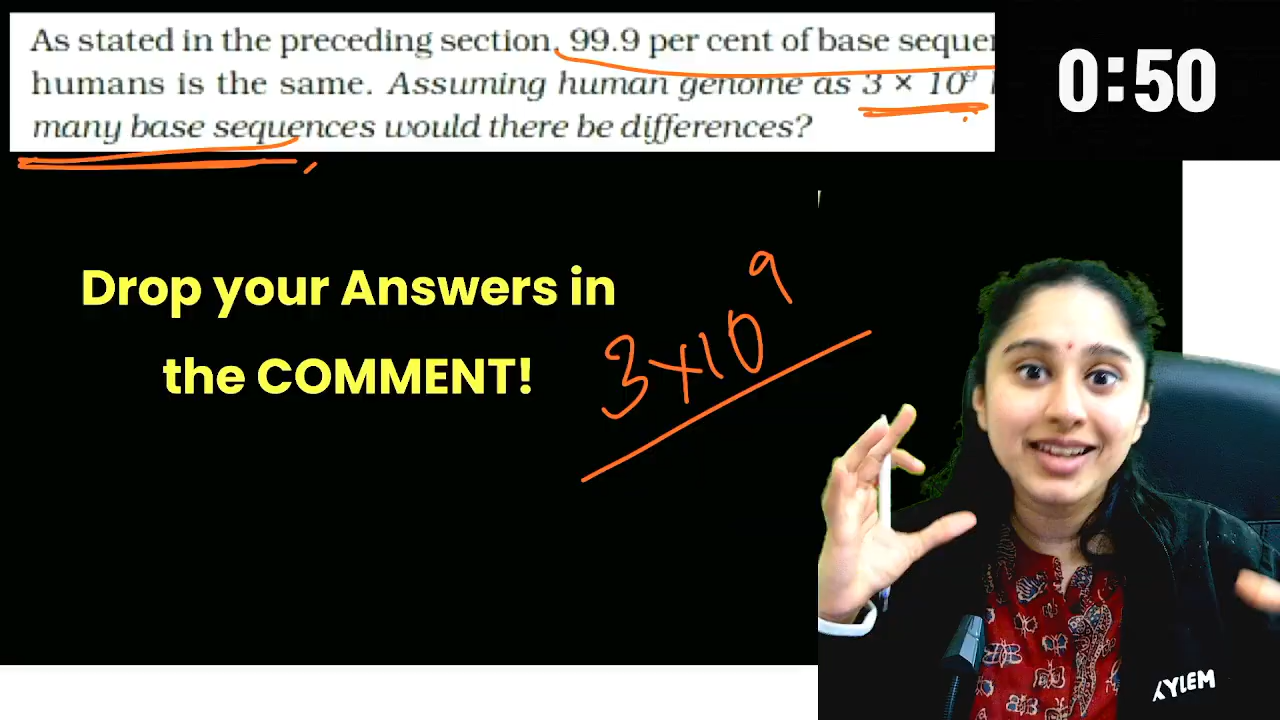 As stated in the preceding section, 99.9 per cent of base
humans is the same. Assuming human genome as 3 × 10⁹
many base sequences would there be differences?
0:50
Drop your Answers in
the COMMENT!
3×10⁹
XYLEM